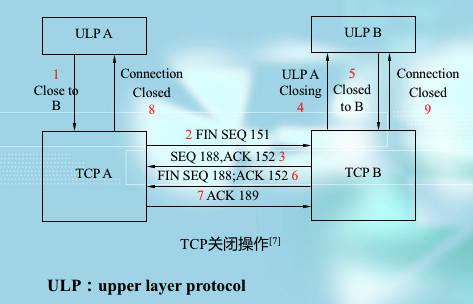 ULP A
ULP B
1
Close to
B
Connection
Closed
8
ULP A
Closing
4
5
Closed
to B
Connection
Closed
9
2 FIN SEQ 151
SEQ 188,ACK 152 3
FIN SEQ 188;ACK 152 6
7 ACK 189
TCP A
TCP B
TCP关闭操作[7]
ULP：upper layer protocol